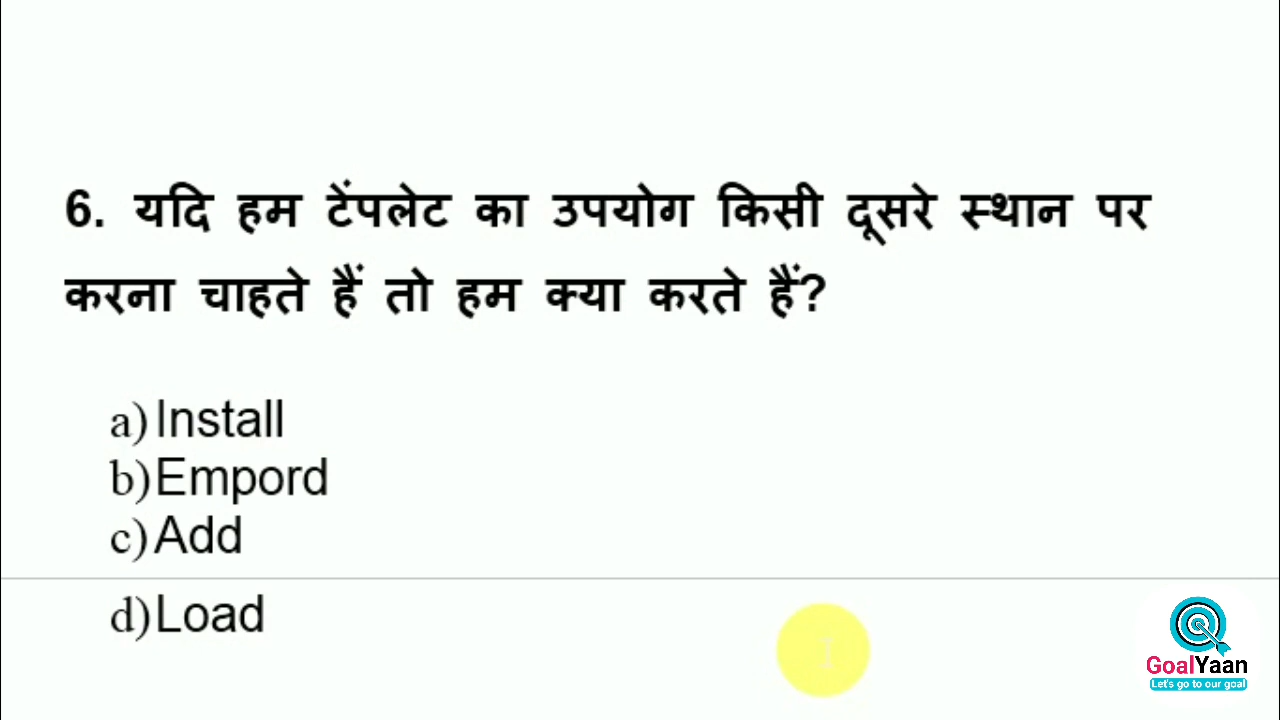 6. यदि हम टेंपलेट का उपयोग किसी दूसरे स्थान पर
करना चाहते हैं तो हम क्या करते हैं?
a) Install
b) Empord
c) Add
d) Load
GoalYaan
Let's go to our goal